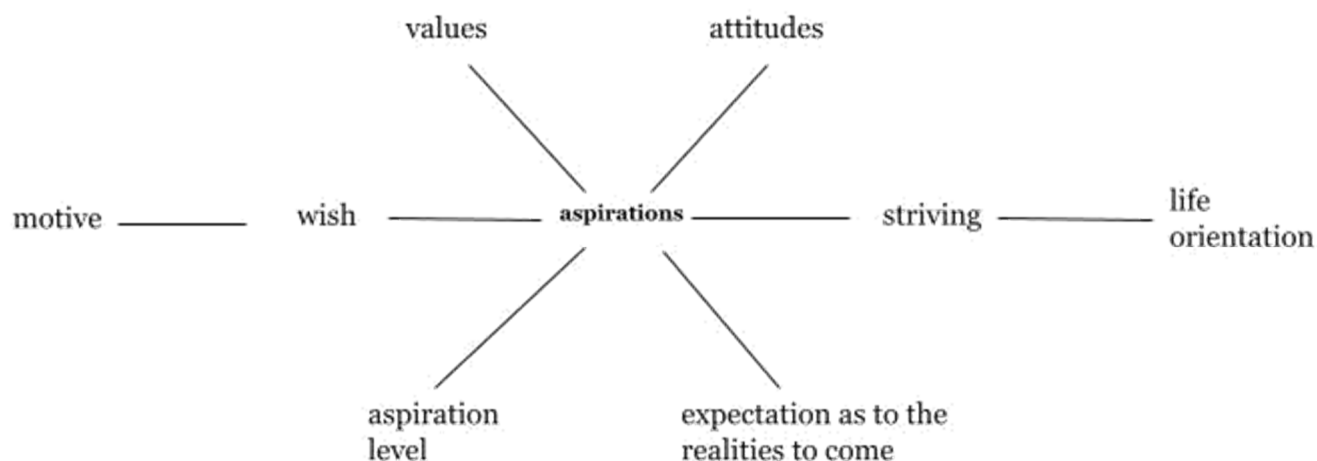 values
attitudes
motive
wish
aspirations
striving
life
orientation
aspiration
level
expectation as to the
realities to come